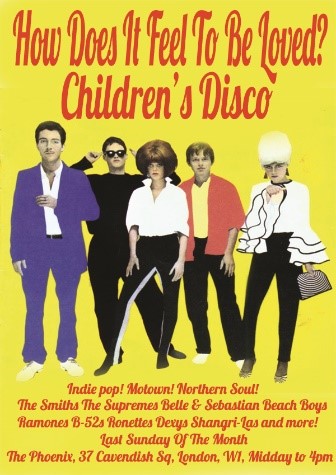 How Does It Feel To Be Loved?
Children's Disco
Indie pop! Motown! Northern Soul!
The Smiths The Supremes Belle & Sebastian Beach Boys
Ramones B-52s Ronettes Dexys Shangri-Las and more!
Last Sunday Of The Month
The Phoenix, 37 Cavendish Sq, London, W1, Midday to 4pm